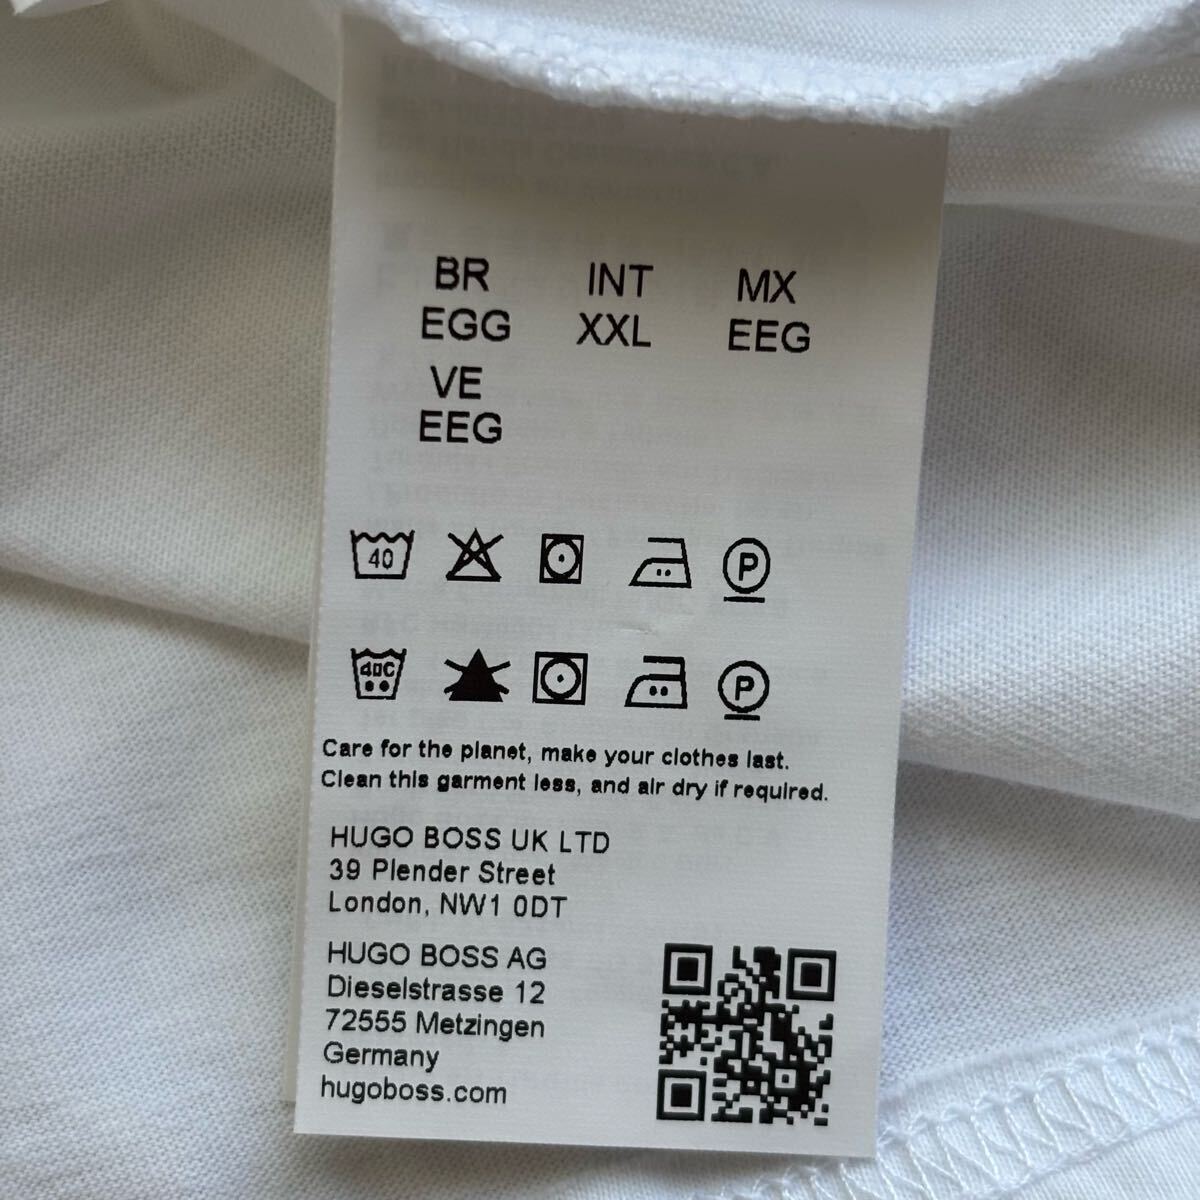 BR INT MX
EGG XXL EEG
VE
EEG
40 P
40C P
Care for the planet, make your clothes last.
Clean this garment less, and air dry if required.
HUGO BOSS UK LTD
39 Plender Street
London, NW1 0DT
HUGO BOSS AG
Dieselstrasse 12
72555 Metzingen
Germany
hugoboss.com